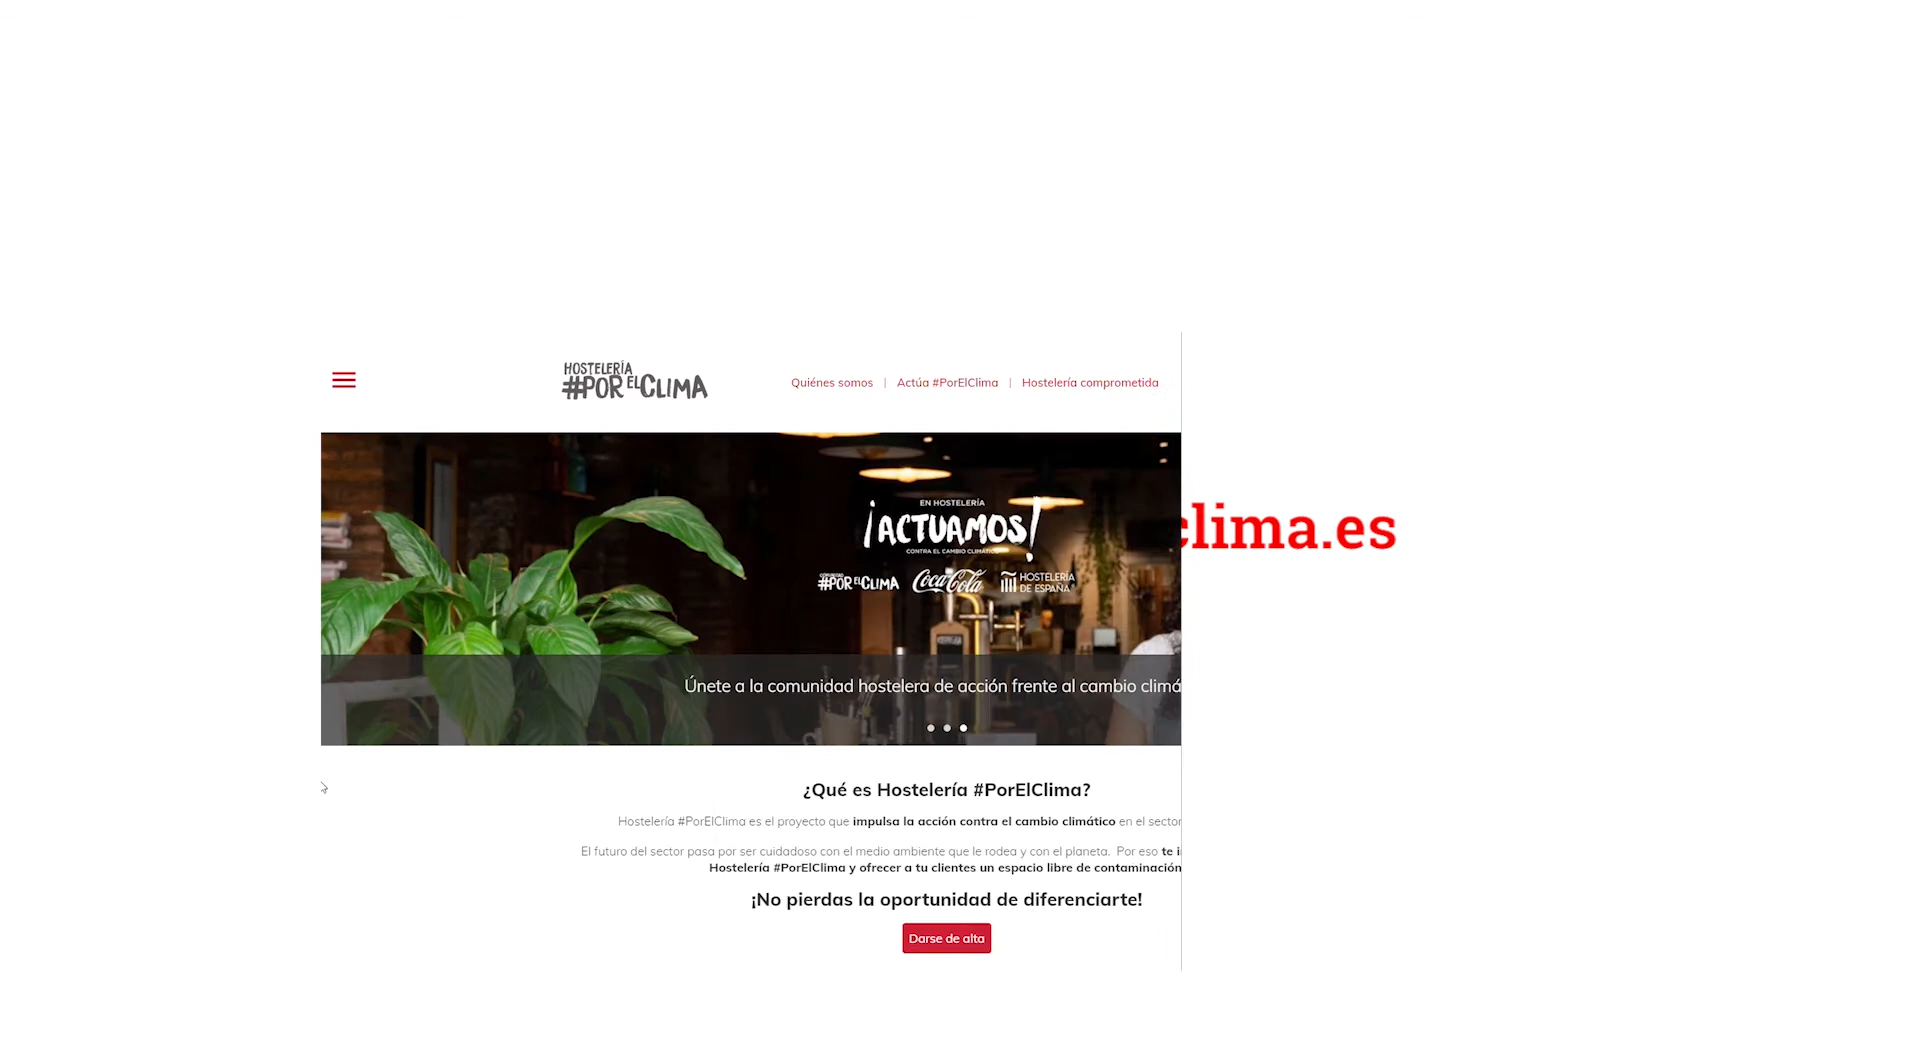 HOSTELERÍA
#POR EL CLIMA
Quiénes somos | Actúa #PorElClima | Hostelería comprometida
EN HOSTELERÍA
¡ACTUAMOS!
CONTRA EL CAMBIO CLIMÁTICO
#POR EL CLIMA
Coca-Cola
HOSTELERÍA
DE ESPAÑA
clima.es
Únete a la comunidad hostelera de acción frente al cambio climá
¿Qué es Hostelería #PorElClima?
Hostelería #PorElClima es el proyecto que impulsa la acción contra el cambio climático en el sector
El futuro del sector pasa por ser cuidadoso con el medio ambiente que le rodea y con el planeta. Por eso te i
Hostelería #PorElClima y ofrecer a tu clientes un espacio libre de contaminación
¡No pierdas la oportunidad de diferenciarte!
Darse de alta